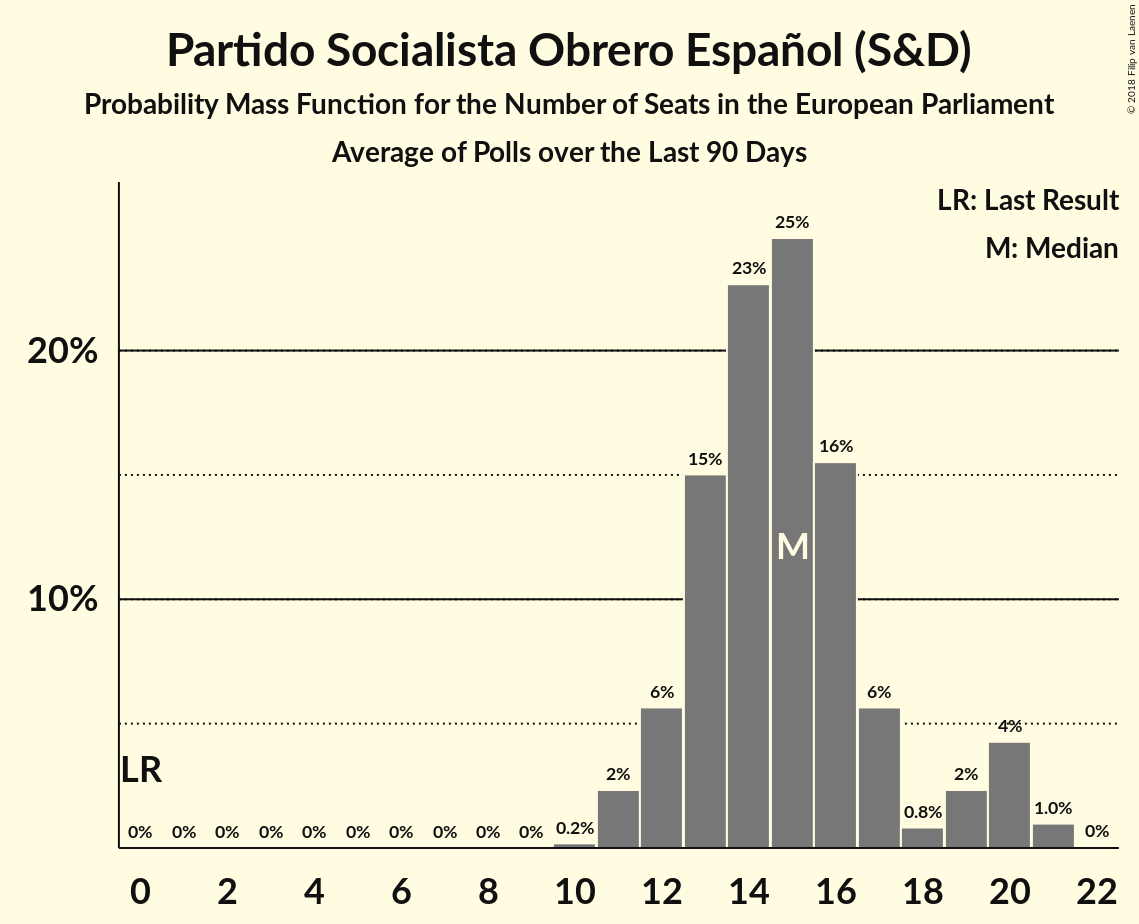 Partido Socialista Obrero Español (S&D)
Probability Mass Function for the Number of Seats in the European Parliament
Average of Polls over the Last 90 Days
© 2018 Filip van Laenen
LR: Last Result
M: Median
20%
10%
LR
M
0% 0% 0% 0% 0% 0% 0% 0% 0% 0% 0.2% 2% 6% 15% 23% 25% 16% 6% 0.8% 2% 4% 1.0% 0%
0 2 4 6 8 10 12 14 16 18 20 22